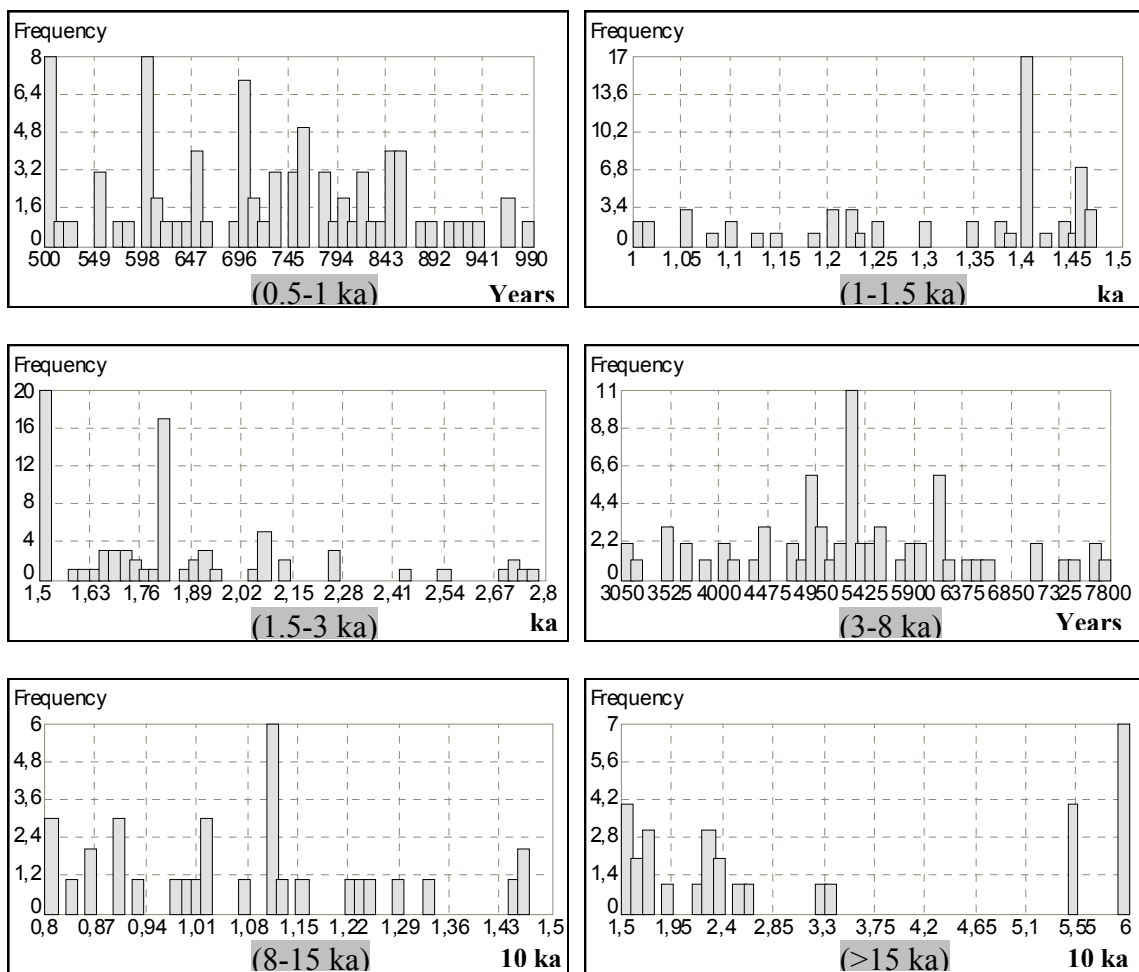 Frequency
8
6,4
4,8
3,2
1,6
0
500 549 598 647 696 745 794 843 892 941 990
(0.5-1 ka) Years
Frequency
17
13,6
10,2
6,8
3,4
0
1 1,05 1,1 1,15 1,2 1,25 1,3 1,35 1,4 1,45 1,5
(1-1.5 ka) ka
Frequency
20
16
12
8
4
0
1,5 1,63 1,76 1,89 2,02 2,15 2,28 2,41 2,54 2,67 2,8
(1.5-3 ka) ka
Frequency
11
8,8
6,6
4,4
2,2
0
3050 3525 4000 4475 4950 5425 5900 6375 6850 7325 7800
(3-8 ka) Years
Frequency
6
4,8
3,6
2,4
1,2
0
0,8 0,87 0,94 1,01 1,08 1,15 1,22 1,29 1,36 1,43 1,5
(8-15 ka) 10 ka
Frequency
7
5,6
4,2
2,8
1,4
0
1,5 1,95 2,4 2,85 3,3 3,75 4,2 4,65 5,1 5,55 6
(>15 ka) 10 ka